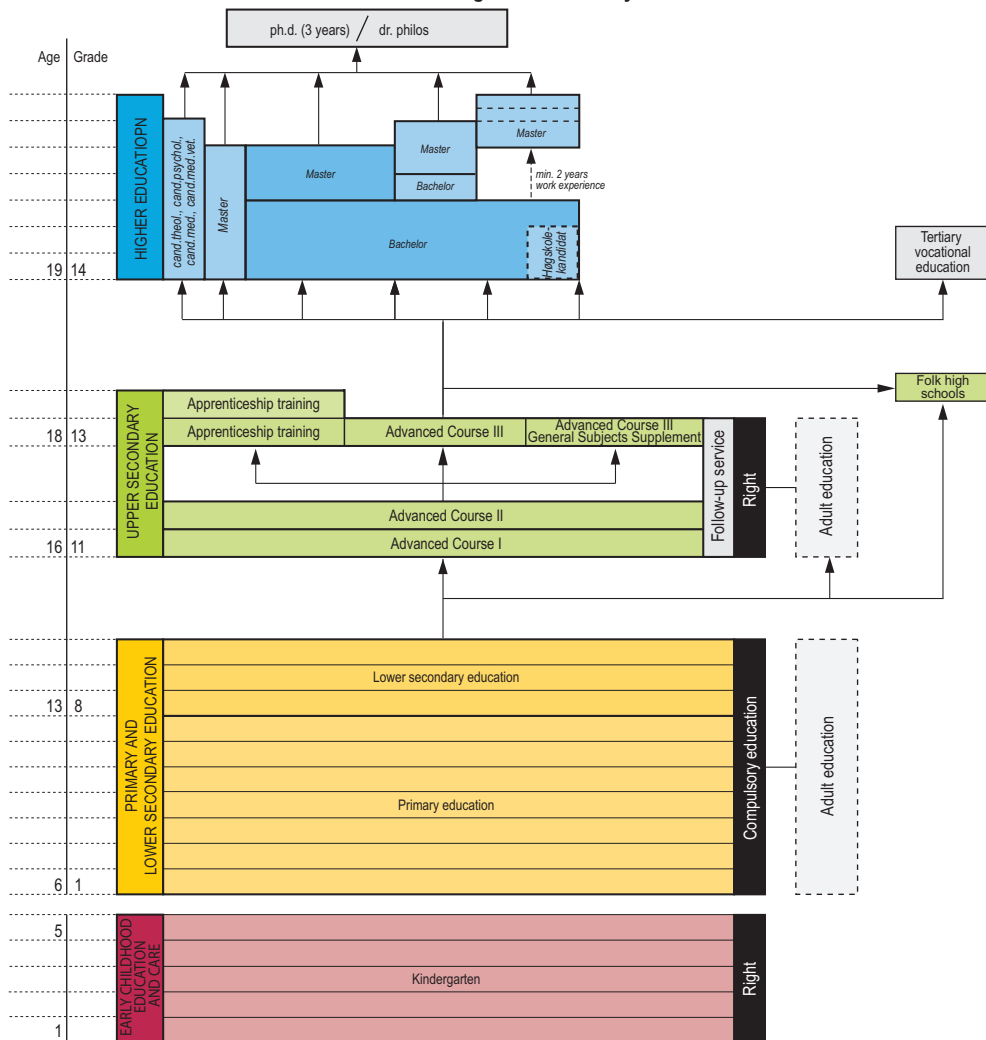 ph.d. (3 years) / dr. philos
Age Grade
HIGHER EDUCATIOPN
cand.theol., cand.psychol.,
cand.med., cand.med.vet.
Master
Master
Master
Bachelor
Master
min. 2 years
work experience
Bachelor
Høgskole-
kandidat
Tertiary
vocational
education
19 14
Folk high
schools
UPPER SECONDARY
EDUCATION
Apprenticeship training
Apprenticeship training
Advanced Course III
Advanced Course III
General Subjects Supplement
18 13
Follow-up service
Right
Adult education
Advanced Course II
Advanced Course I
16 11
PRIMARY AND
LOWER SECONDARY EDUCATION
Lower secondary education
13 8
Compulsory education
Adult education
Primary education
6 1
EARLY CHILDHOOD
EDUCATION
AND CARE
5
Kindergarten
Right
1